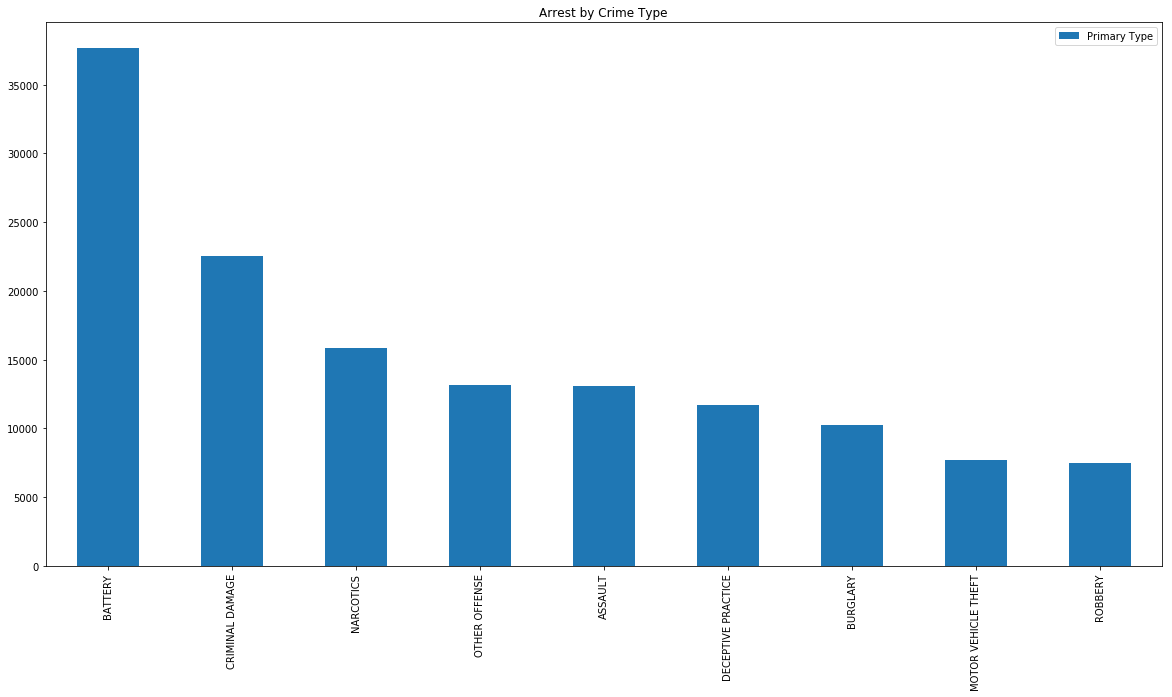 Arrest by Crime Type
Primary Type
35000
30000
25000
20000
15000
10000
5000
0
BATTERY
CRIMINAL DAMAGE
NARCOTICS
OTHER OFFENSE
ASSAULT
DECEPTIVE PRACTICE
BURGLARY
MOTOR VEHICLE THEFT
ROBBERY